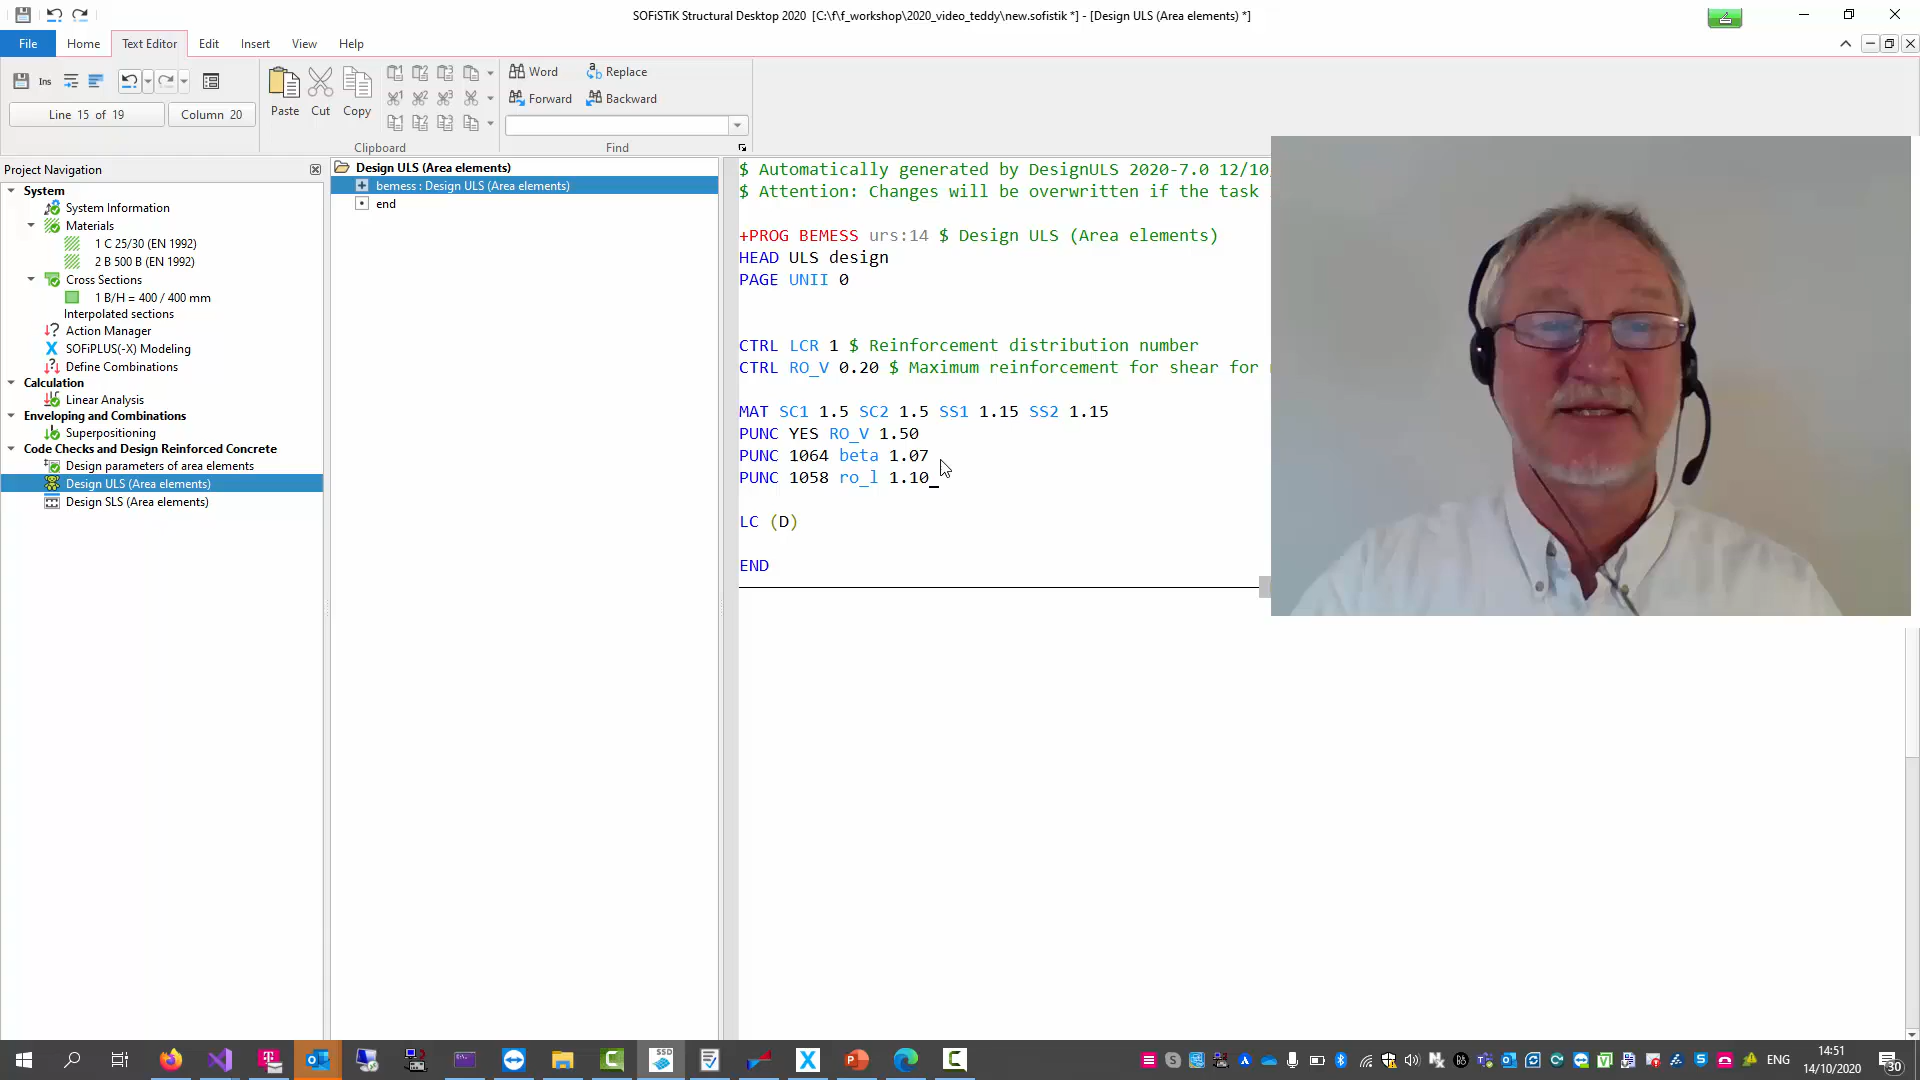 SOFiSTiK Structural Desktop 2020 [C:\f\f_workshop\2020_video_teddy\new.sofistik *] - [Design ULS (Area elements) *]
File Home Text Editor Edit Insert View Help
Ins
Line 15 of 19 Column 20
Paste Cut Copy
Clipboard
Word Replace
Forward Backward
Find
Project Navigation
System
System Information
Materials
1 C 25/30 (EN 1992)
2 B 500 B (EN 1992)
Cross Sections
1 B/H = 400 / 400 mm
Interpolated sections
Action Manager
SOFiPLUS(-X) Modeling
Define Combinations
Calculation
Linear Analysis
Enveloping and Combinations
Superpositioning
Code Checks and Design Reinforced Concrete
Design parameters of area elements
Design ULS (Area elements)
Design SLS (Area elements)
Design ULS (Area elements)
bemess : Design ULS (Area elements)
end
$ Automatically generated by DesignULS 2020-7.0 12/10
$ Attention: Changes will be overwritten if the task
+PROG BEMESS urs:14 $ Design ULS (Area elements)
HEAD ULS design
PAGE UNII 0
CTRL LCR 1 $ Reinforcement distribution number
CTRL RO_V 0.20 $ Maximum reinforcement for shear for
MAT SC1 1.5 SC2 1.5 SS1 1.15 SS2 1.15
PUNC YES RO_V 1.50
PUNC 1064 beta 1.07
PUNC 1058 ro_l 1.10
LC (D)
END
ENG
14:51
14/10/2020
30